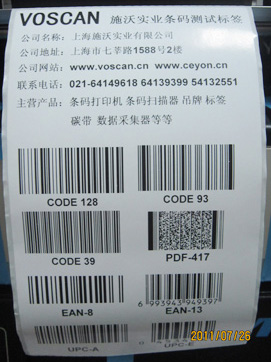 VOSCAN 施沃实业条码测试标签
公司名称: 上海施沃实业有限公司
公司地址: 上海市七莘路1588号2楼
公司网站: www.voscan.cn www.ceyon.cn
联系电话: 021-64149618 64139399 54132551
主营产品: 条码打印机 条码扫描器 吊牌 标签
碳带 数据采集器等等
CODE 128 CODE 93
CODE 39 PDF-417
6 993943 949397
EAN-8 EAN-13
2011/07/26
UPC-A UPC-E